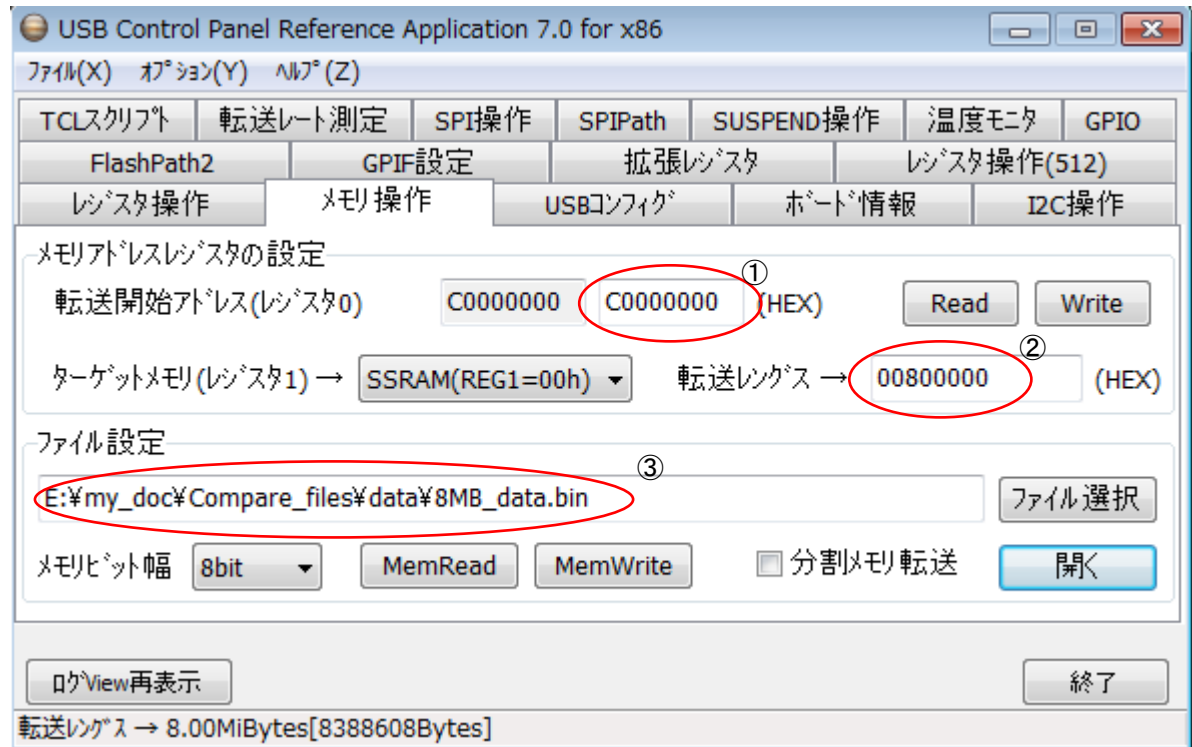 USB Control Panel Reference Application 7.0 for x86
ﾌｧｲﾙ(X) ｵﾌﾟｼｮﾝ(Y) ﾍﾙﾌﾟ(Z)
TCLｽｸﾘﾌﾟﾄ 転送ﾚｰﾄ測定 SPI操作 SPIPath SUSPEND操作 温度ﾓﾆﾀ GPIO
FlashPath2 GPIF設定 拡張ﾚｼﾞｽﾀ ﾚｼﾞｽﾀ操作(512)
ﾚｼﾞｽﾀ操作 ﾒﾓﾘ操作 USBｺﾝﾌｨｸﾞ ﾎﾞｰﾄﾞ情報 I2C操作
ﾒﾓﾘｱﾄﾞﾚｽﾚｼﾞｽﾀの設定
①
転送開始ｱﾄﾞﾚｽ(ﾚｼﾞｽﾀ0) C0000000 C0000000 (HEX) Read Write
②
ﾀｰｹﾞｯﾄﾒﾓﾘ(ﾚｼﾞｽﾀ1) → SSRAM(REG1=00h) 転送ﾚﾝｸﾞｽ → 00800000 (HEX)
ﾌｧｲﾙ設定
③
E:¥my_doc¥Compare_files¥data¥8MB_data.bin ﾌｧｲﾙ選択
ﾒﾓﾘﾋﾞｯﾄ幅 8bit MemRead MemWrite 分割ﾒﾓﾘ転送 開く
ﾛｸﾞView再表示 終了
転送ﾚﾝｸﾞｽ → 8.00MiBytes[8388608Bytes]